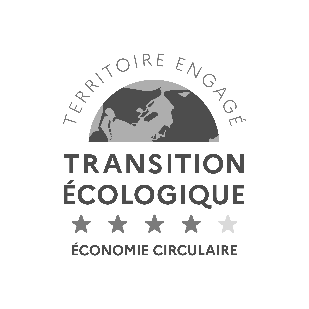 TERRITOIRE ENGAGÉ
TRANSITION
ÉCOLOGIQUE
ÉCONOMIE CIRCULAIRE